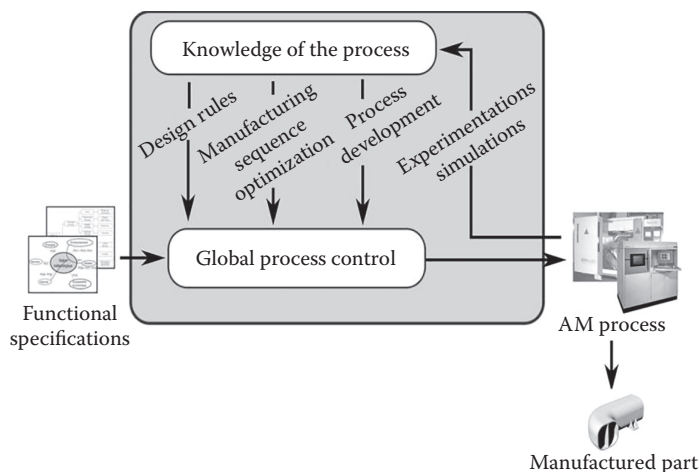 Knowledge of the process
Design rules
Manufacturing
sequence
optimization
Process
development
Experimentations
simulations
Global process control
Functional
specifications
AM process
Manufactured part